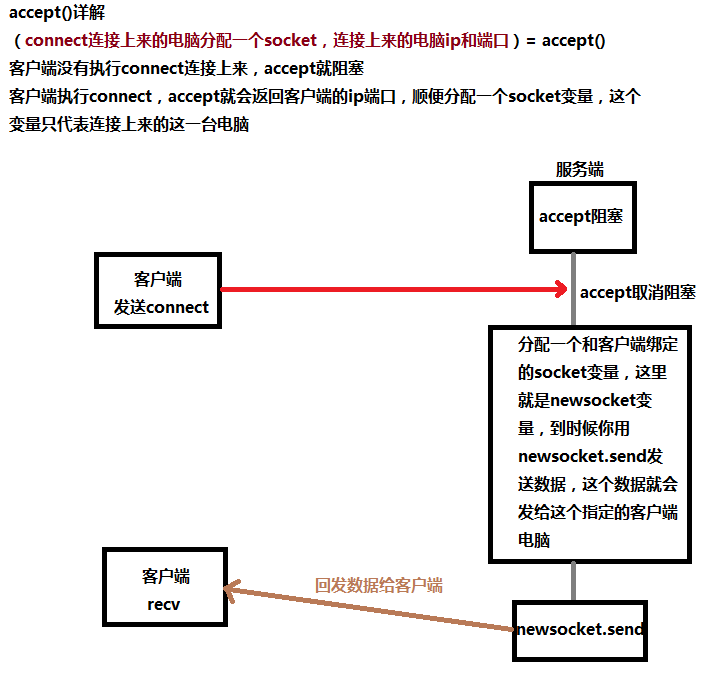 accept()详解
（connect连接上来的电脑分配一个socket，连接上来的电脑ip和端口）= accept()
客户端没有执行connect连接上来，accept就阻塞
客户端执行connect，accept就会返回客户端的ip端口，顺便分配一个socket变量，这个
变量只代表连接上来的这一台电脑
服务端
accept阻塞
客户端
发送connect
accept取消阻塞
分配一个和客户端绑定
的socket变量，这里
就是newsocket变
量，到时候你用
newsocket.send发
送数据，这个数据就会
发给这个指定的客户端
电脑
客户端
recv
回发数据给客户端
newsocket.send